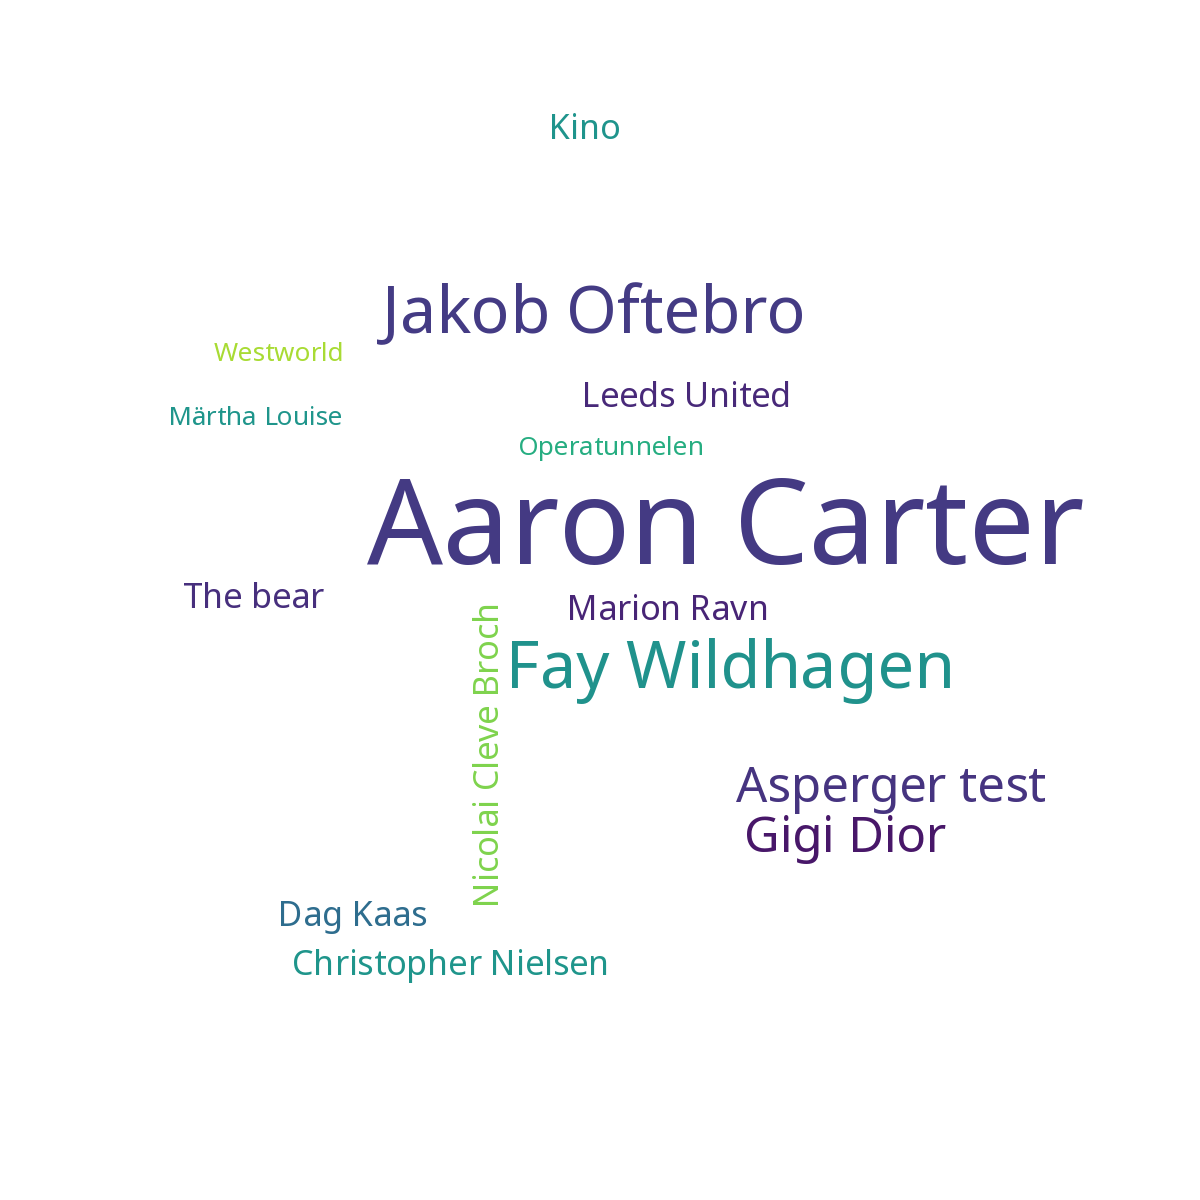 Kino
Jakob Oftebro
Westworld
Leeds United
Märtha Louise
Operatunnelen
Aaron Carter
The bear
Marion Ravn
Nicolai Cleve Broch
Fay Wildhagen
Asperger test
Gigi Dior
Dag Kaas
Christopher Nielsen